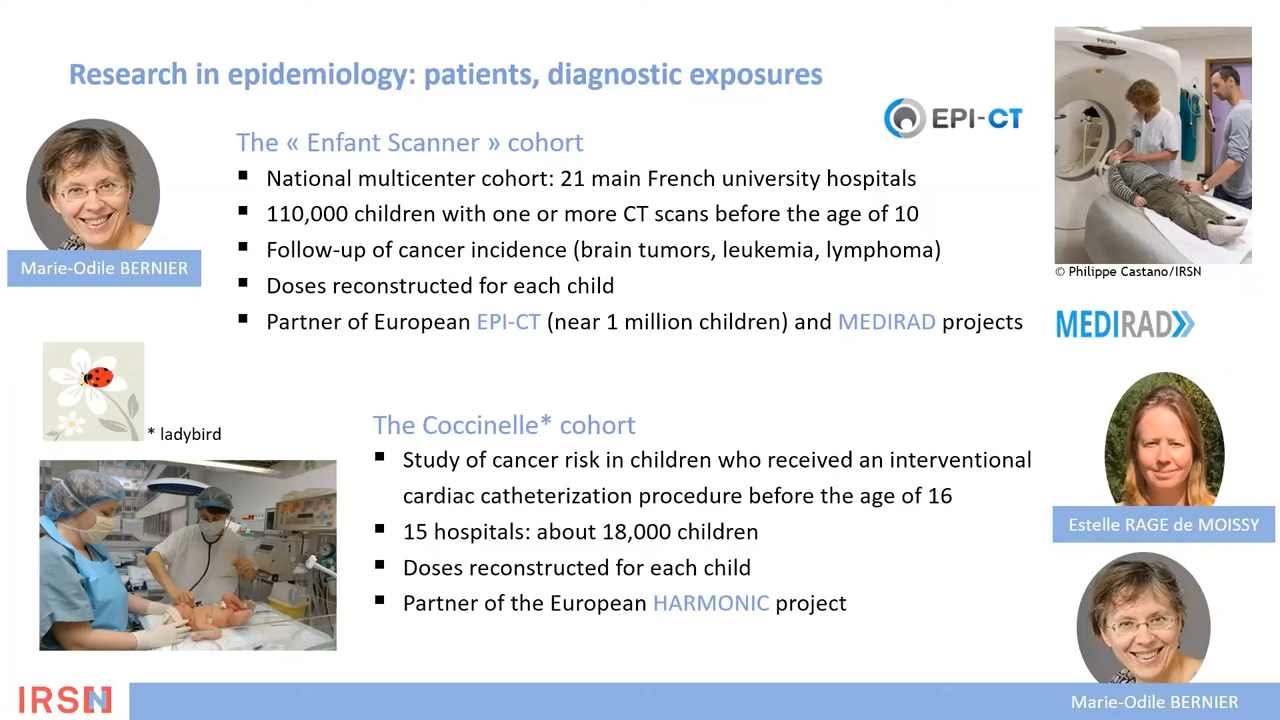 Research in epidemiology: patients, diagnostic exposures
EPI-CT
PHILIPS
The « Enfant Scanner » cohort
▪ National multicenter cohort: 21 main French university hospitals
▪ 110,000 children with one or more CT scans before the age of 10
▪ Follow-up of cancer incidence (brain tumors, leukemia, lymphoma)
▪ Doses reconstructed for each child
▪ Partner of European EPI-CT (near 1 million children) and MEDIRAD projects
Marie-Odile BERNIER
© Philippe Castano/IRSN
MEDIRAD
* ladybird
The Coccinelle* cohort
▪ Study of cancer risk in children who received an interventional
cardiac catheterization procedure before the age of 16
▪ 15 hospitals: about 18,000 children
▪ Doses reconstructed for each child
▪ Partner of the European HARMONIC project
Estelle RAGE de MOISSY
Marie-Odile BERNIER
IRSN